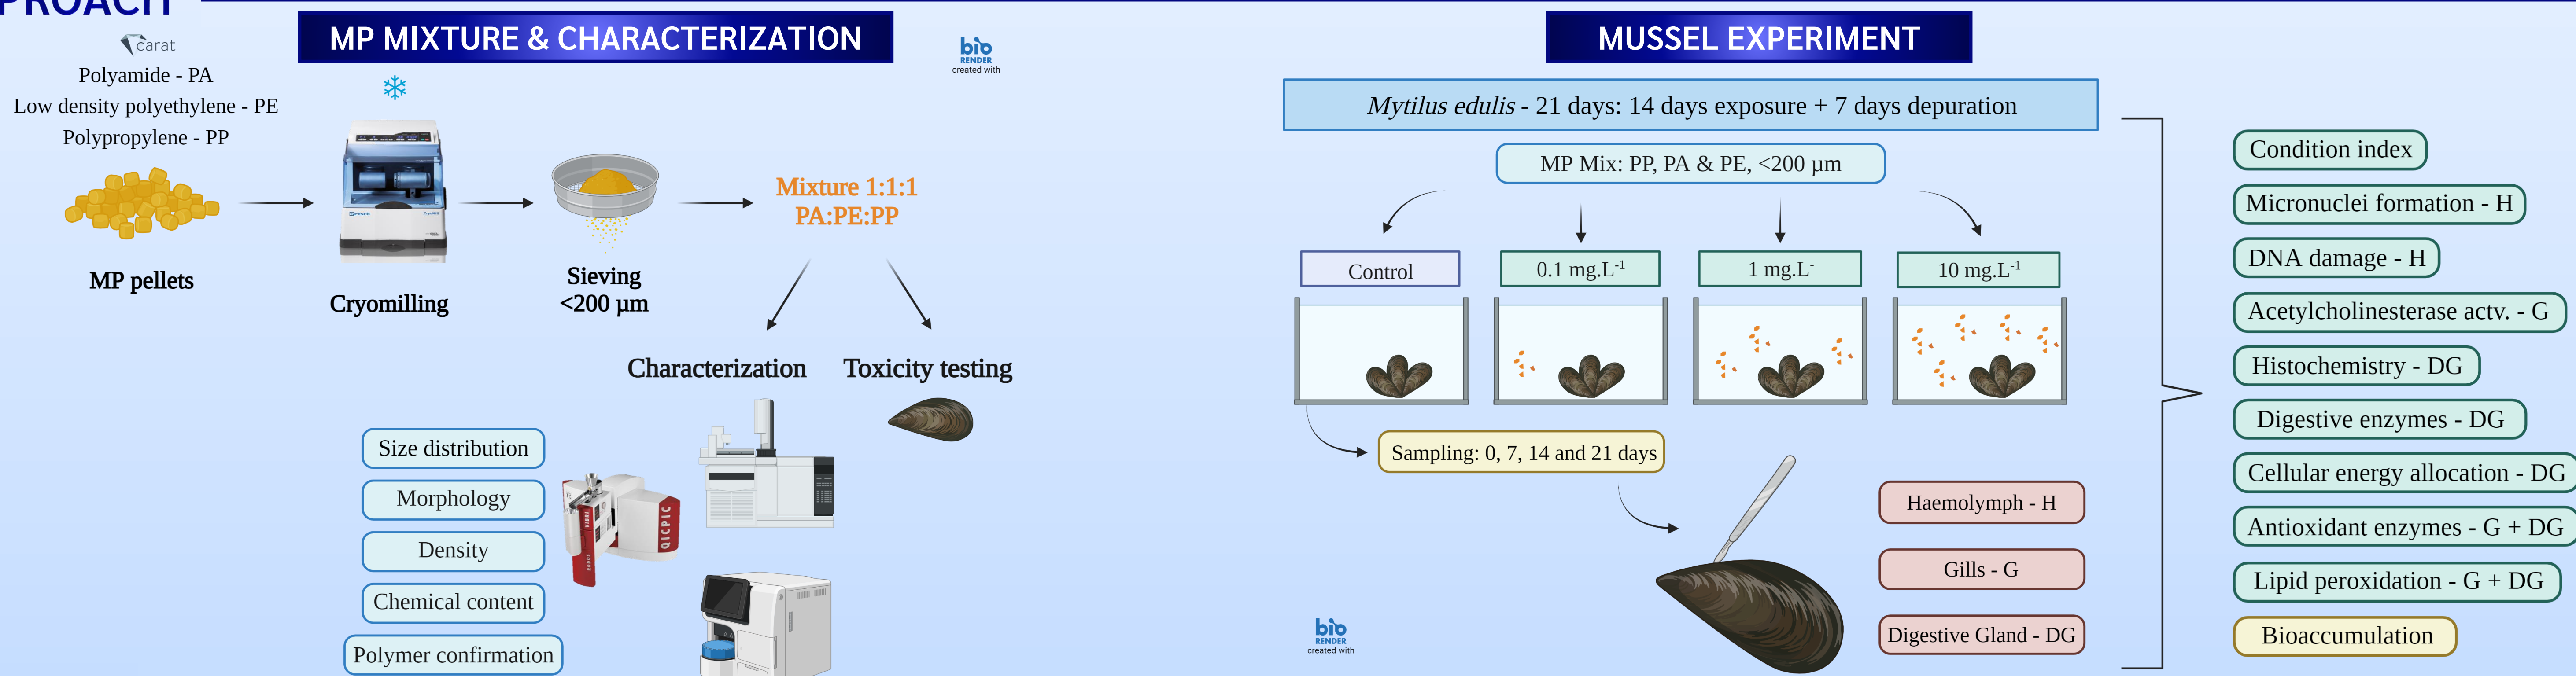 PROACH
MP MIXTURE & CHARACTERIZATION
carat
Polyamide - PA
Low density polyethylene - PE
Polypropylene - PP
bio
RENDER
created with
MP pellets
Cryomilling
Sieving
<200 µm
Mixture 1:1:1
PA:PE:PP
Characterization
Toxicity testing
Size distribution
Morphology
Density
Chemical content
Polymer confirmation
QICPIC
MUSSEL EXPERIMENT
Mytilus edulis - 21 days: 14 days exposure + 7 days depuration
MP Mix: PP, PA & PE, <200 µm
Control
0.1 mg.L⁻¹
1 mg.L⁻
10 mg.L⁻¹
Sampling: 0, 7, 14 and 21 days
Haemolymph - H
Gills - G
Digestive Gland - DG
bio
RENDER
created with
Condition index
Micronuclei formation - H
DNA damage - H
Acetylcholinesterase actv. - G
Histochemistry - DG
Digestive enzymes - DG
Cellular energy allocation - DG
Antioxidant enzymes - G + DG
Lipid peroxidation - G + DG
Bioaccumulation